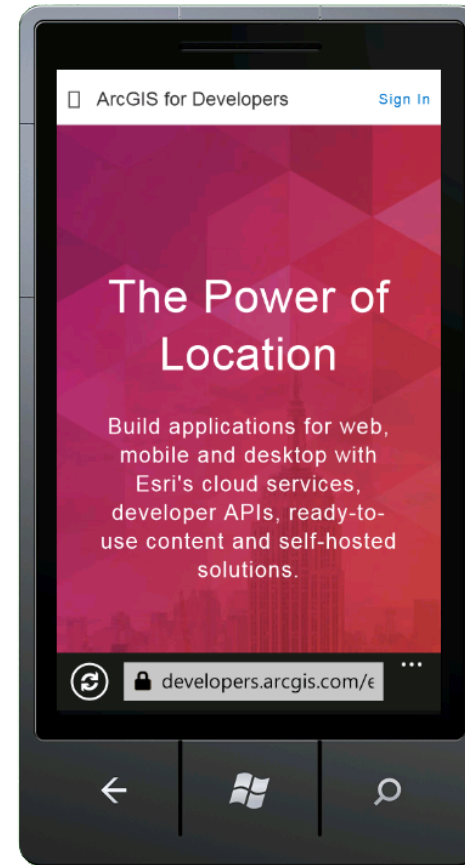 ArcGIS for Developers
Sign In
The Power of
Location
Build applications for web,
mobile and desktop with
Esri's cloud services,
developer APIs, ready-to-
use content and self-hosted
solutions.
developers.arcgis.com/e